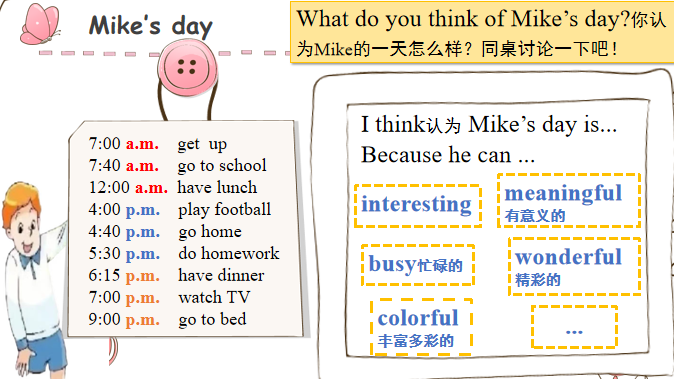 Mike's day
What do you think of Mike's day?你认
为Mike的一天怎么样？同桌讨论一下吧！
7:00 a.m. get up
7:40 a.m. go to school
12:00 a.m. have lunch
4:00 p.m. play football
4:40 p.m. go home
5:30 p.m. do homework
6:15 p.m. have dinner
7:00 p.m. watch TV
9:00 p.m. go to bed
I think认为 Mike's day is...
Because he can ...
interesting
meaningful
有意义的
busy忙碌的
wonderful
精彩的
colorful
丰富多彩的
...